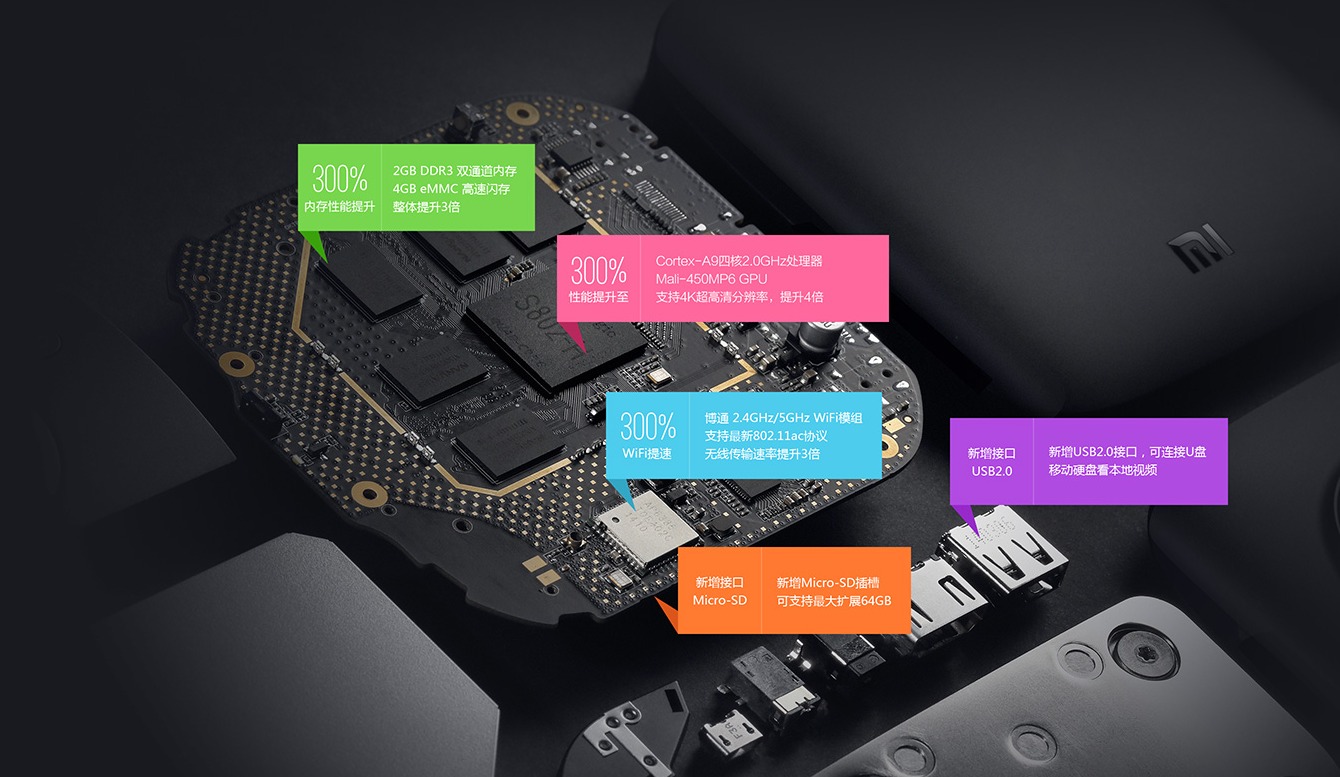 300%
内存性能提升
2GB DDR3 双通道内存
4GB eMMC 高速闪存
整体提升3倍
300%
性能提升至
Cortex-A9四核2.0GHz处理器
Mali-450MP6 GPU
支持4K超高清分辨率，提升4倍
S802-
300%
WiFi提速
博通 2.4GHz/5GHz WiFi模组
支持最新802.11ac协议
无线传输速率提升3倍
新增接口
USB2.0
新增USB2.0接口，可连接U盘
移动硬盘看本地视频
新增接口
Micro-SD
新增Micro-SD插槽
可支持最大扩展64GB
mi